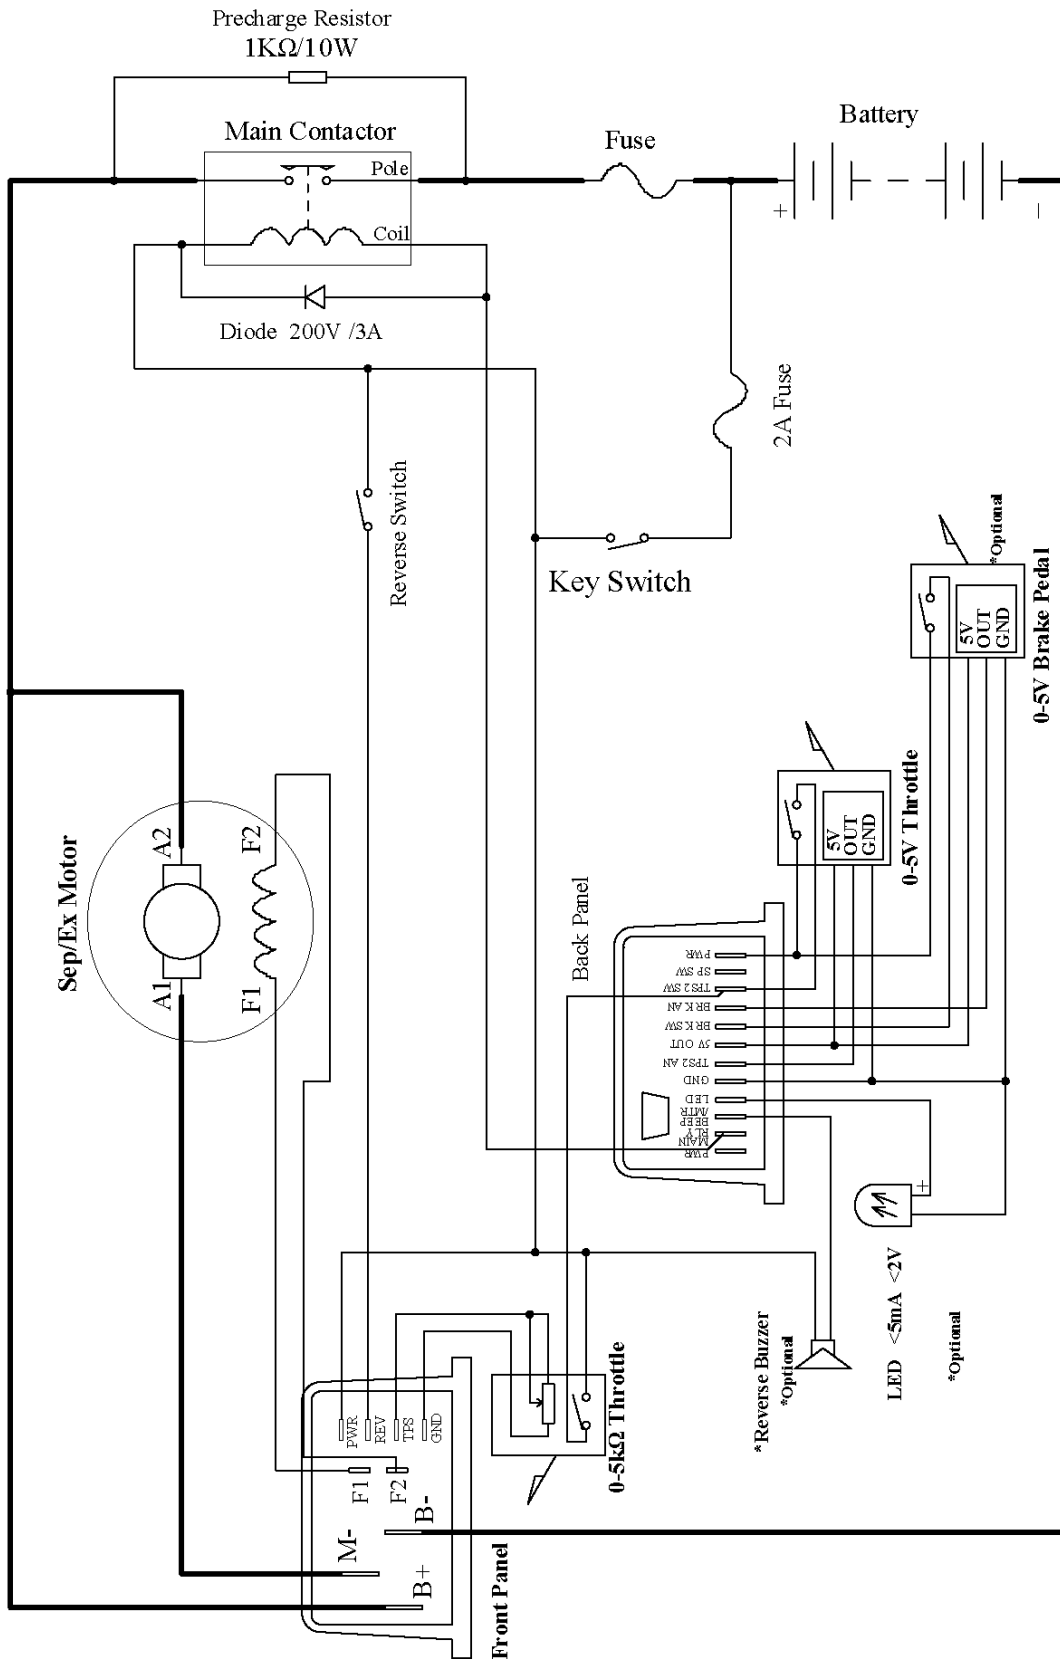 Precharge Resistor
1KΩ/10W
Main Contactor
Pole
Coil
Diode 200V /3A
Fuse
Battery
+
−
2A Fuse
Reverse Switch
Key Switch
*Optional
5V
OUT
GND
0-5V Brake Pedal
5V
OUT
GND
0-5V Throttle
Sep/Ex Motor
A2
A1
F2
F1
Back Panel
PWR
SP SW
TPS2 SW
BRK AN
BRK SW
5V OUT
TPS2 AN
GND
LED
BEEP
/MTR
MAIN
RLY
PWR
+
LED <5mA <2V
*Optional
*Reverse Buzzer
*Optional
0-5kΩ Throttle
PWR
REV
TPS
GND
F1
F2
M-
B-
B+
Front Panel